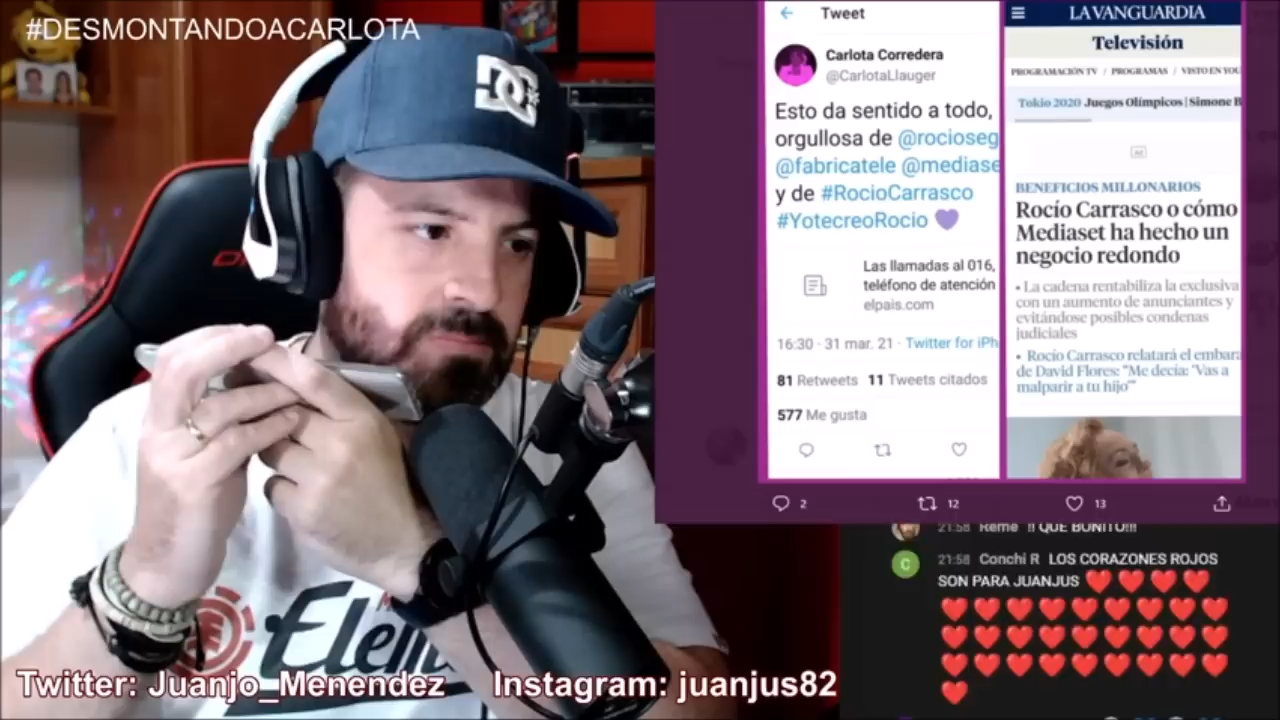 #DESMONTANDOACARLOTA
Tweet
Carlota Corredera
@CarlotaLlauger
Esto da sentido a todo,
orgullosa de @rocioseg
@fabricatele @mediase
y de #RocioCarrasco
#YotecreoRocio 💜
Las llamadas al 016,
teléfono de atención
elpais.com
16:30 · 31 mar. 21 · Twitter for iPh
81 Retweets 11 Tweets citados
577 Me gusta
LA VANGUARDIA
Televisión
PROGRAMACIÓN TV / PROGRAMAS / VISTO EN YOU
Tokio 2020 Juegos Olímpicos | Simone B
Ad
BENEFICIOS MILLONARIOS
Rocío Carrasco o cómo
Mediaset ha hecho un
negocio redondo
• La cadena rentabiliza la exclusiva
con un aumento de anunciantes y
evitándose posibles condenas
judiciales
• Rocío Carrasco relatará el embara
de David Flores: "Me decía: 'Vas a
malparir a tu hijo'"
2 12 13
21:58 Reme !! QUE BONITO!!!
C
21:58 Conchi R LOS CORAZONES ROJOS
SON PARA JUANJUS ❤️❤️❤️❤️
❤️❤️❤️❤️❤️❤️❤️❤️❤️
❤️❤️❤️❤️❤️❤️❤️❤️❤️
❤️❤️❤️❤️❤️❤️❤️❤️❤️
❤️
DC
Elem
Twitter: Juanjo_Menendez Instagram: juanjus82